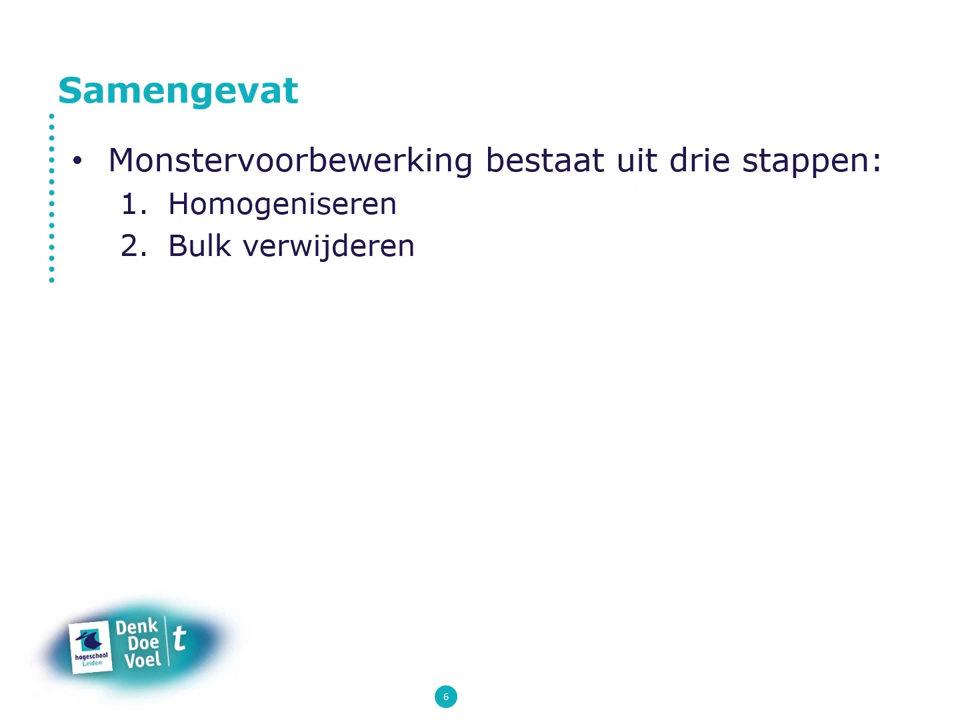 Samengevat
• Monstervoorbewerking bestaat uit drie stappen:
1. Homogeniseren
2. Bulk verwijderen
Denk
Doe
Voel
t
hogeschool
Leiden
6